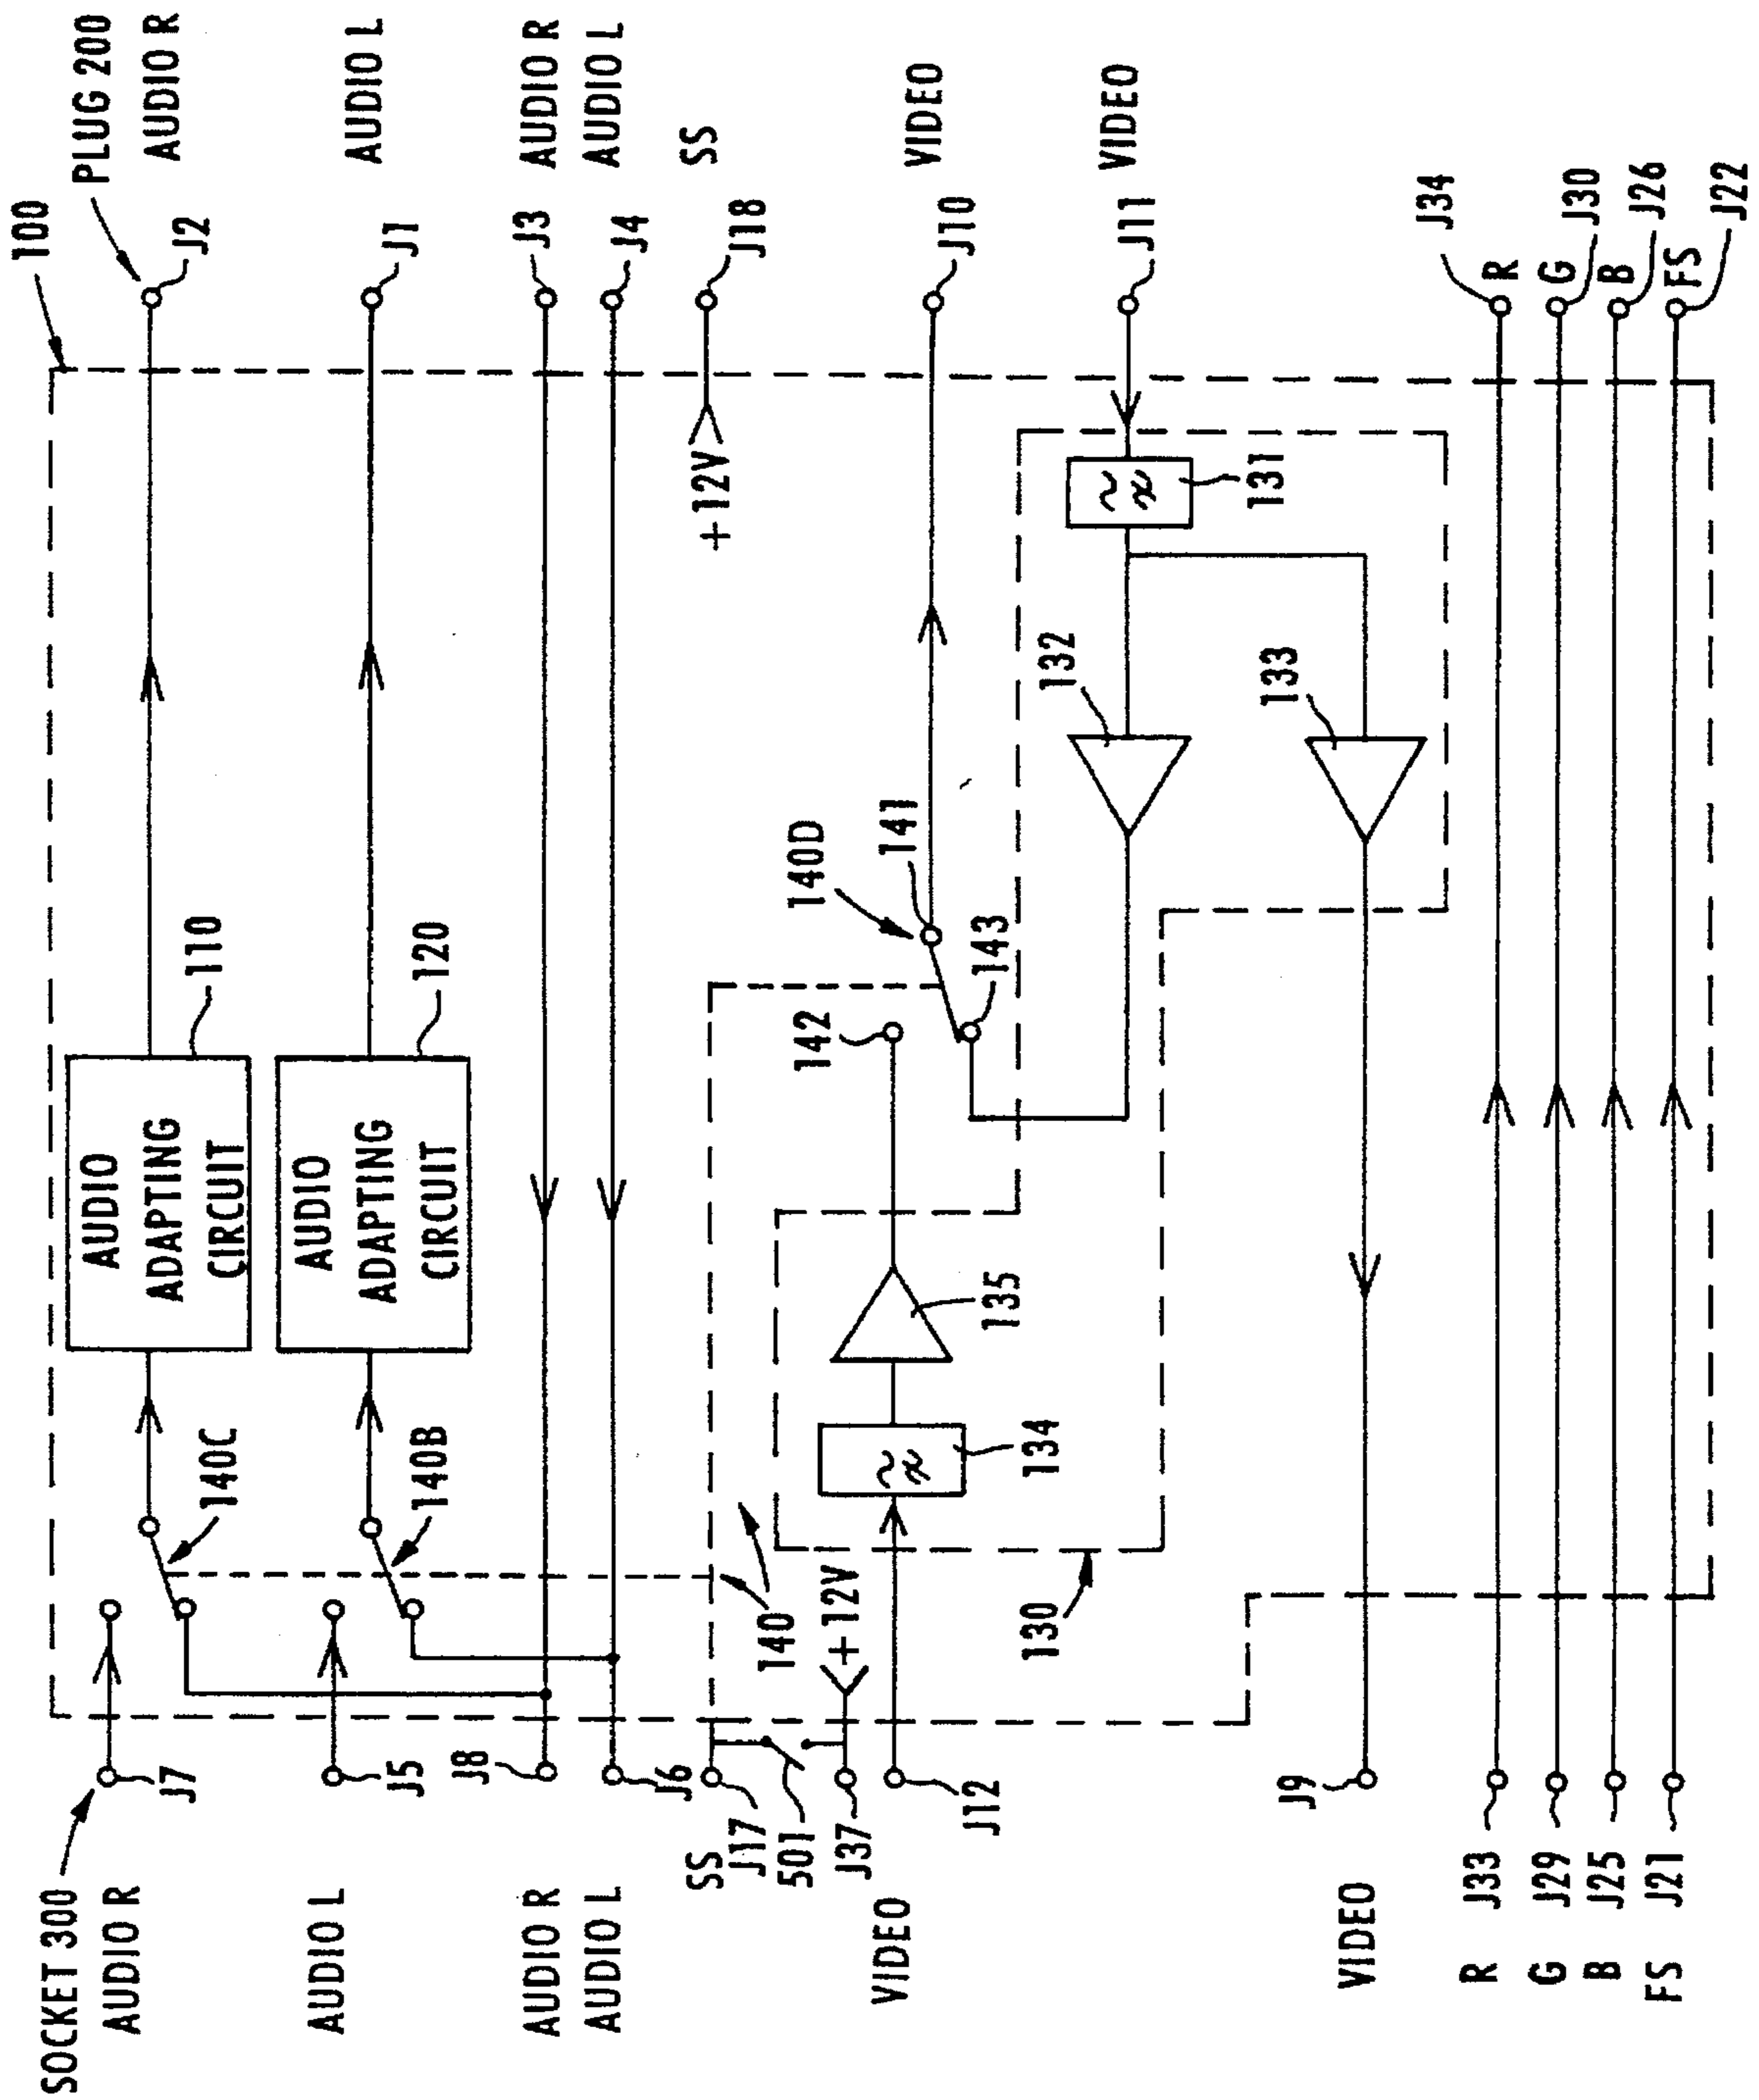 100
PLUG 200
SOCKET 300
AUDIO R
J7
140C
AUDIO
ADAPTING
CIRCUIT
110
J2
AUDIO R
AUDIO L
J5
140B
AUDIO
ADAPTING
CIRCUIT
120
J1
AUDIO L
AUDIO R
J8
J3
AUDIO R
AUDIO L
J6
J4
AUDIO L
SS
J17
140
+12V
J18
SS
501
J37
+12V
VIDEO
J12
134
135
142
143
140D
141
J10
VIDEO
130
132
131
J11
VIDEO
133
VIDEO
J9
R
J33
R
J34
G
J29
G
J30
B
J25
B
J26
FS
J21
FS
J22